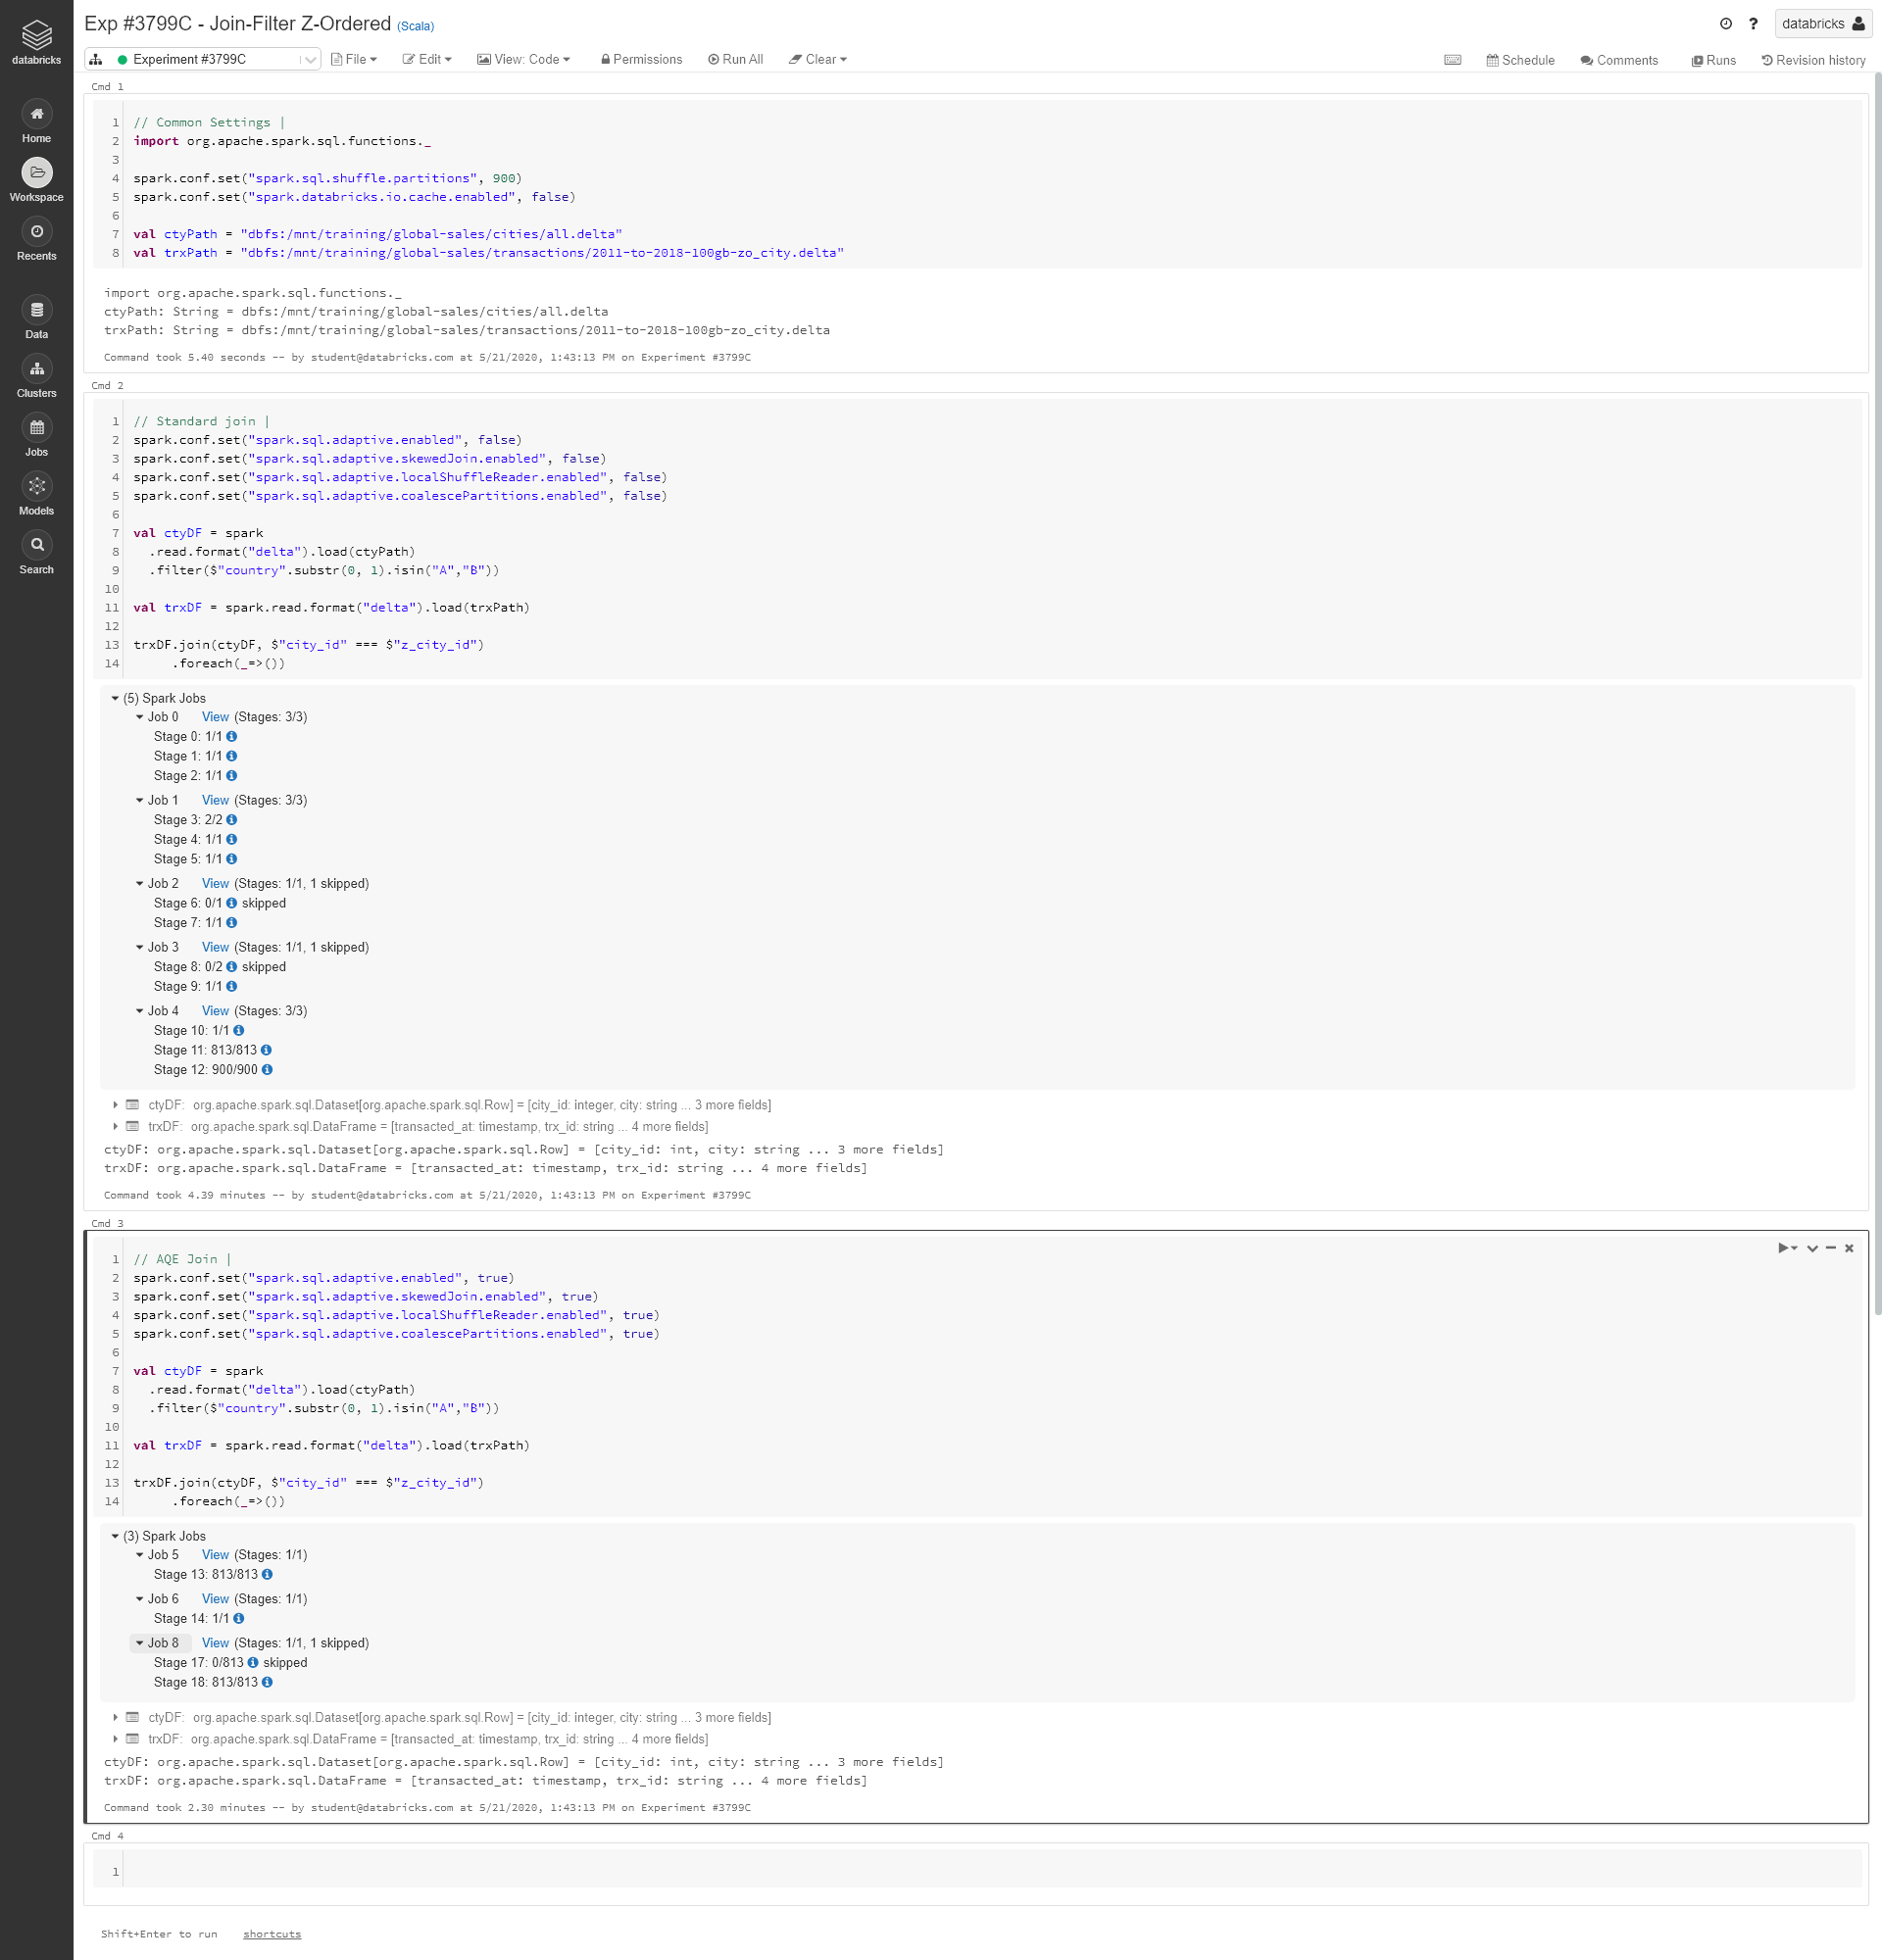 Exp #3799C - Join-Filter Z-Ordered (Scala)
? databricks
databricks
Experiment #3799C File Edit View: Code Permissions Run All Clear Schedule Comments Runs Revision history
Home
Workspace
Recents
Data
Clusters
Jobs
Models
Search
Cmd 1
1 // Common Settings |
2 import org.apache.spark.sql.functions._
3
4 spark.conf.set("spark.sql.shuffle.partitions", 900)
5 spark.conf.set("spark.databricks.io.cache.enabled", false)
6
7 val ctyPath = "dbfs:/mnt/training/global-sales/cities/all.delta"
8 val trxPath = "dbfs:/mnt/training/global-sales/transactions/2011-to-2018-100gb-zo_city.delta"
import org.apache.spark.sql.functions._
ctyPath: String = dbfs:/mnt/training/global-sales/cities/all.delta
trxPath: String = dbfs:/mnt/training/global-sales/transactions/2011-to-2018-100gb-zo_city.delta
Command took 5.40 seconds -- by student@databricks.com at 5/21/2020, 1:43:13 PM on Experiment #3799C
Cmd 2
1 // Standard join |
2 spark.conf.set("spark.sql.adaptive.enabled", false)
3 spark.conf.set("spark.sql.adaptive.skewedJoin.enabled", false)
4 spark.conf.set("spark.sql.adaptive.localShuffleReader.enabled", false)
5 spark.conf.set("spark.sql.adaptive.coalescePartitions.enabled", false)
6
7 val ctyDF = spark
8 .read.format("delta").load(ctyPath)
9 .filter($"country".substr(0, 1).isin("A","B"))
10
11 val trxDF = spark.read.format("delta").load(trxPath)
12
13 trxDF.join(ctyDF, $"city_id" === $"z_city_id")
14 .foreach(_=>())
(5) Spark Jobs
Job 0 View (Stages: 3/3)
Stage 0: 1/1
Stage 1: 1/1
Stage 2: 1/1
Job 1 View (Stages: 3/3)
Stage 3: 2/2
Stage 4: 1/1
Stage 5: 1/1
Job 2 View (Stages: 1/1, 1 skipped)
Stage 6: 0/1 skipped
Stage 7: 1/1
Job 3 View (Stages: 1/1, 1 skipped)
Stage 8: 0/2 skipped
Stage 9: 1/1
Job 4 View (Stages: 3/3)
Stage 10: 1/1
Stage 11: 813/813
Stage 12: 900/900
ctyDF: org.apache.spark.sql.Dataset[org.apache.spark.sql.Row] = [city_id: integer, city: string ... 3 more fields]
trxDF: org.apache.spark.sql.DataFrame = [transacted_at: timestamp, trx_id: string ... 4 more fields]
ctyDF: org.apache.spark.sql.Dataset[org.apache.spark.sql.Row] = [city_id: int, city: string ... 3 more fields]
trxDF: org.apache.spark.sql.DataFrame = [transacted_at: timestamp, trx_id: string ... 4 more fields]
Command took 4.39 minutes -- by student@databricks.com at 5/21/2020, 1:43:13 PM on Experiment #3799C
Cmd 3
1 // AQE Join |
2 spark.conf.set("spark.sql.adaptive.enabled", true)
3 spark.conf.set("spark.sql.adaptive.skewedJoin.enabled", true)
4 spark.conf.set("spark.sql.adaptive.localShuffleReader.enabled", true)
5 spark.conf.set("spark.sql.adaptive.coalescePartitions.enabled", true)
6
7 val ctyDF = spark
8 .read.format("delta").load(ctyPath)
9 .filter($"country".substr(0, 1).isin("A","B"))
10
11 val trxDF = spark.read.format("delta").load(trxPath)
12
13 trxDF.join(ctyDF, $"city_id" === $"z_city_id")
14 .foreach(_=>())
(3) Spark Jobs
Job 5 View (Stages: 1/1)
Stage 13: 813/813
Job 6 View (Stages: 1/1)
Stage 14: 1/1
Job 8 View (Stages: 1/1, 1 skipped)
Stage 17: 0/813 skipped
Stage 18: 813/813
ctyDF: org.apache.spark.sql.Dataset[org.apache.spark.sql.Row] = [city_id: integer, city: string ... 3 more fields]
trxDF: org.apache.spark.sql.DataFrame = [transacted_at: timestamp, trx_id: string ... 4 more fields]
ctyDF: org.apache.spark.sql.Dataset[org.apache.spark.sql.Row] = [city_id: int, city: string ... 3 more fields]
trxDF: org.apache.spark.sql.DataFrame = [transacted_at: timestamp, trx_id: string ... 4 more fields]
Command took 2.30 minutes -- by student@databricks.com at 5/21/2020, 1:43:13 PM on Experiment #3799C
Cmd 4
1
Shift+Enter to run shortcuts